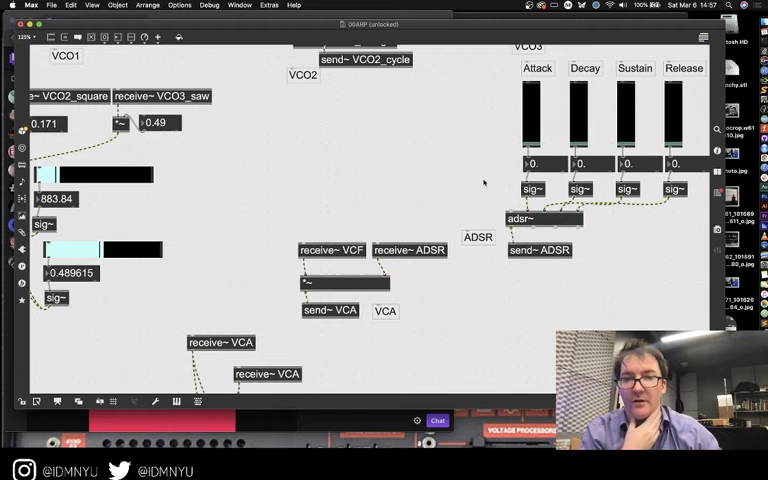 Max File Edit View Object Arrange Options Debug Window Extras Help
100% Sat Mar 6 14:57
00ARP (unlocked)
125%
VCO1
send~ VCO2_cycle
VCO2
VCO3
Attack Decay Sustain Release
VCO2_square receive~ VCO3_saw
0.171 *~ 0.49
0. 0. 0. 0.
sig~ sig~ sig~ sig~
883.84
adsr~
sig~
ADSR
receive~ VCF receive~ ADSR send~ ADSR
0.489615
*~
sig~
send~ VCA VCA
receive~ VCA
receive~ VCA
Chat
VOLTAGE PROCESSORS
@IDMNYU @IDMNYU